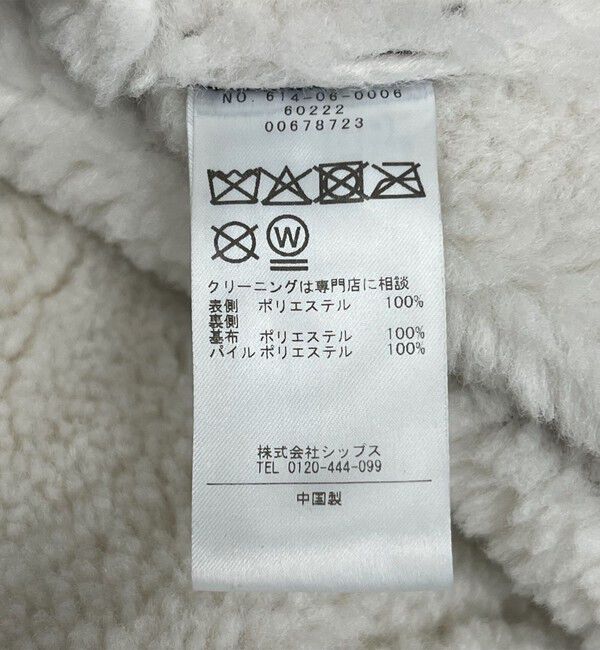 NO. 614-06-0006
60222
00678723
W
クリーニングは専門店に相談
表側 ポリエステル 100%
裏側
基布 ポリエステル 100%
パイル ポリエステル 100%
株式会社シップス
TEL 0120-444-099
中国製